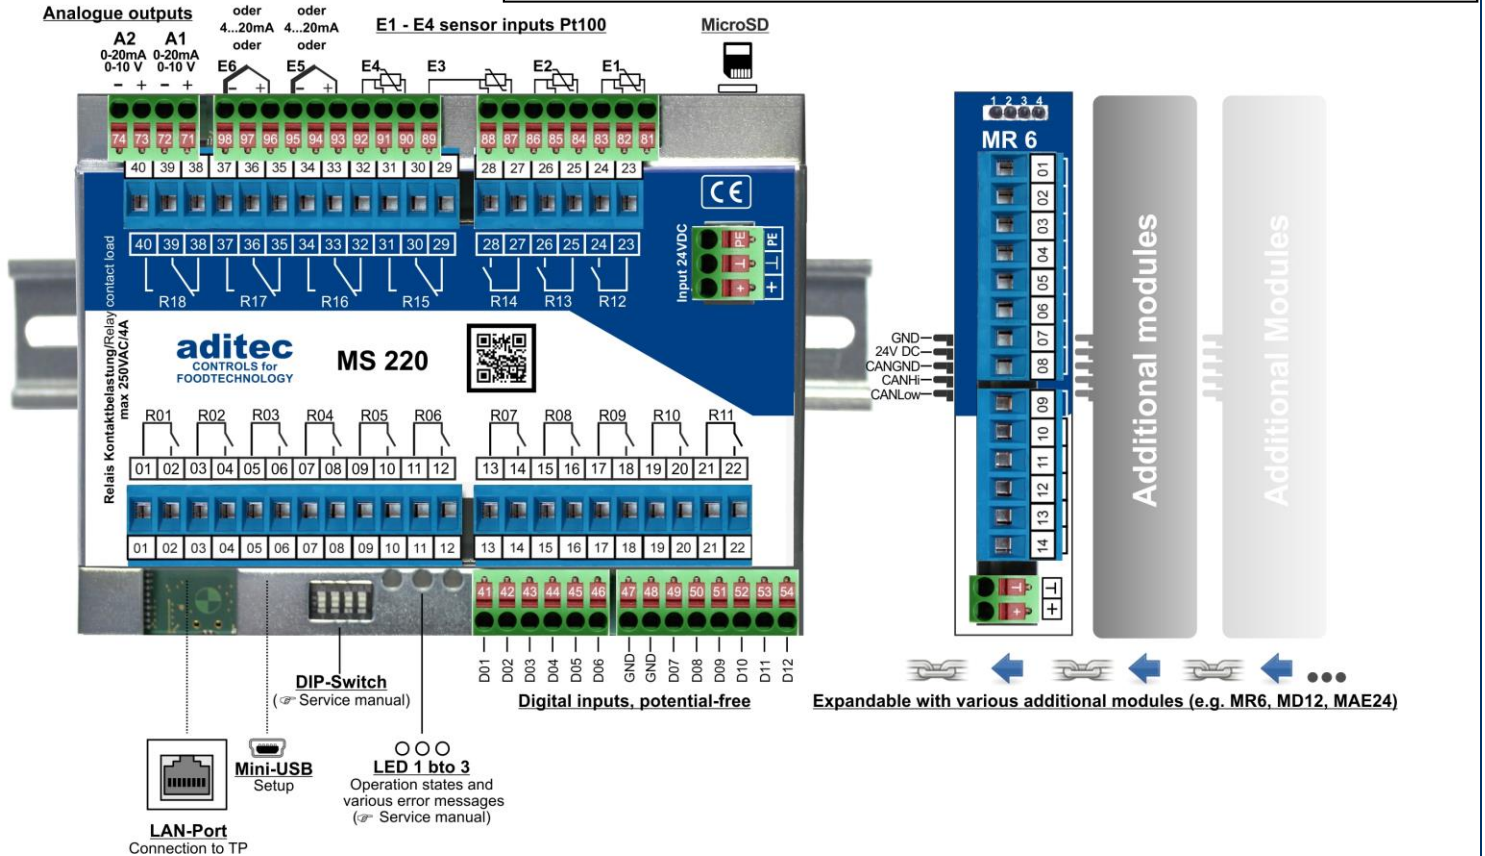 Analogue outputs
oder oder
4...20mA 4...20mA
oder oder
E1 - E4 sensor inputs Pt100
MicroSD
A2 A1
0-20mA 0-20mA
0-10 V 0-10 V
− + − +
E6 E5 E4 E3 E2 E1
− + − +
74 73 72 71 98 97 96 95 94 93 92 91 90 89 88 87 86 85 84 83 82 81
40 39 38 37 36 35 34 33 32 31 30 29 28 27 26 25 24 23
CE
40 39 38 37 36 35 34 33 32 31 30 29 28 27 26 25 24 23
R18 R17 R16 R15 R14 R13 R12
Input 24VDC
PE PE
⊥ ⊥
+ +
Relais Kontaktbelastung/Relay contact load
max 250VAC/4A
aditec
CONTROLS for
FOODTECHNOLOGY
MS 220
R01 R02 R03 R04 R05 R06 R07 R08 R09 R10 R11
01 02 03 04 05 06 07 08 09 10 11 12 13 14 15 16 17 18 19 20 21 22
01 02 03 04 05 06 07 08 09 10 11 12 13 14 15 16 17 18 19 20 21 22
41 42 43 44 45 46 47 48 49 50 51 52 53 54
D01 D02 D03 D04 D05 D06 GND GND D07 D08 D09 D10 D11 D12
Digital inputs, potential-free
DIP-Switch
(☞ Service manual)
Mini-USB
Setup
LED 1 bto 3
Operation states and
various error messages
(☞ Service manual)
LAN-Port
Connection to TP
1 2 3 4
MR 6
01
02
03
04
05
06
07
08
09
10
11
12
13
14
⊥ ⊥
+ +
GND
24V DC
CANGND
CANHi
CANLow
Additional modules
Additional Modules
Expandable with various additional modules (e.g. MR6, MD12, MAE24)